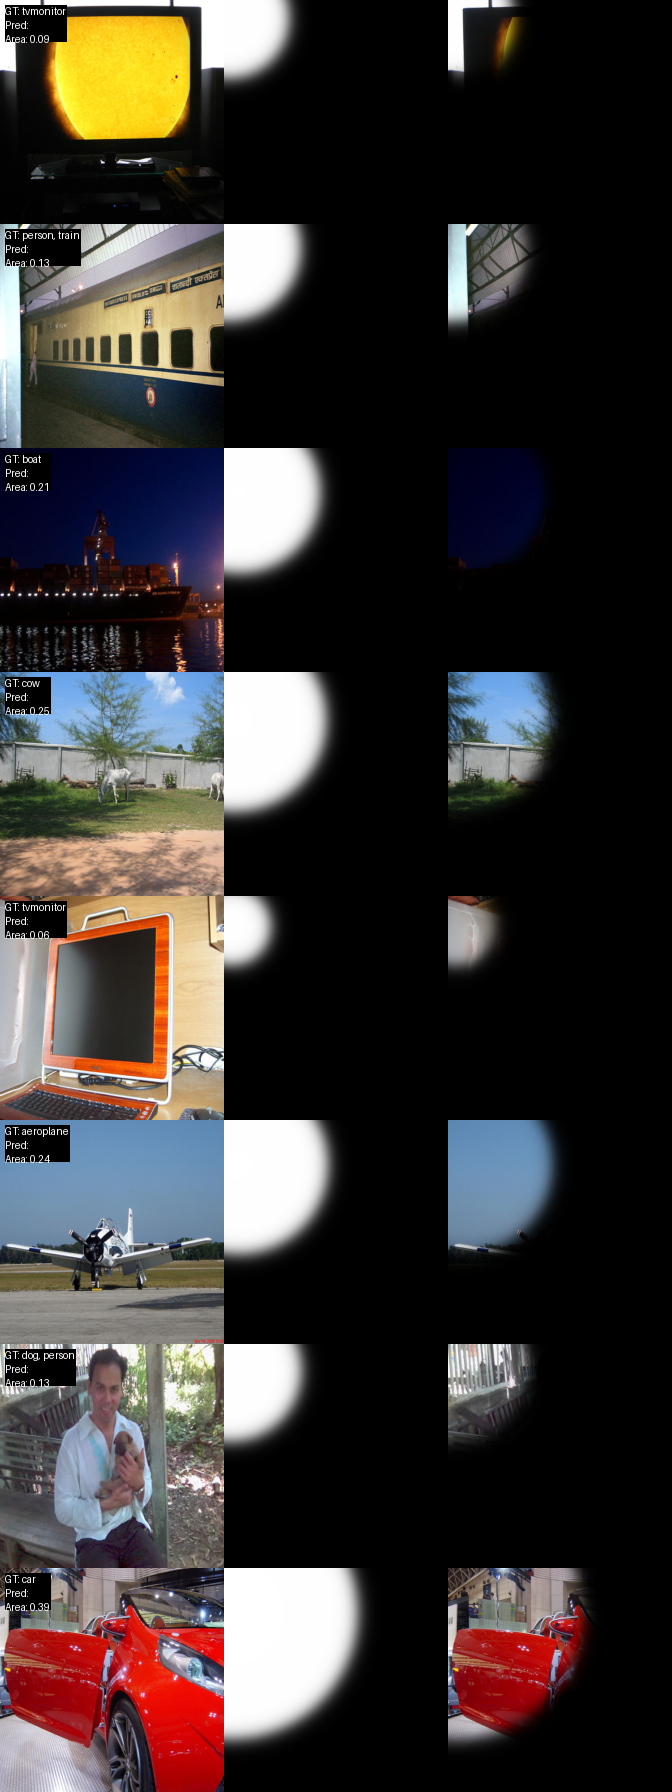 GT: tvmonitor
Pred:
Area: 0.09
GT: person, train
Pred:
Area: 0.13
GT: boat
Pred:
Area: 0.21
GT: cow
Pred:
Area: 0.25
GT: tvmonitor
Pred:
Area: 0.06
GT: aeroplane
Pred:
Area: 0.24
GT: dog, person
Pred:
Area: 0.13
GT: car
Pred:
Area: 0.39